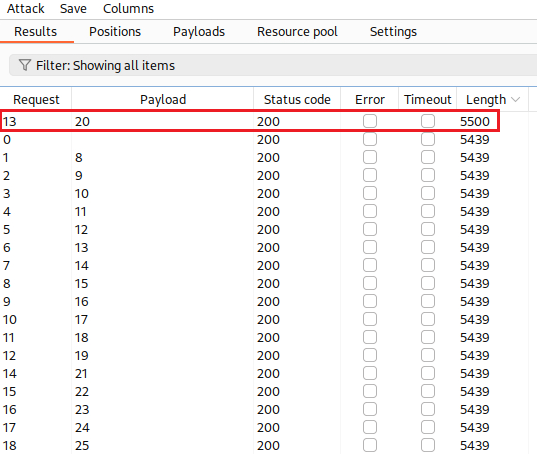 Attack Save Columns
Results Positions Payloads Resource pool Settings
Filter: Showing all items
Request Payload Status code Error Timeout Length
13 20 200 5500
0 200 5439
1 8 200 5439
2 9 200 5439
3 10 200 5439
4 11 200 5439
5 12 200 5439
6 13 200 5439
7 14 200 5439
8 15 200 5439
9 16 200 5439
10 17 200 5439
11 18 200 5439
12 19 200 5439
14 21 200 5439
15 22 200 5439
16 23 200 5439
17 24 200 5439
18 25 200 5439